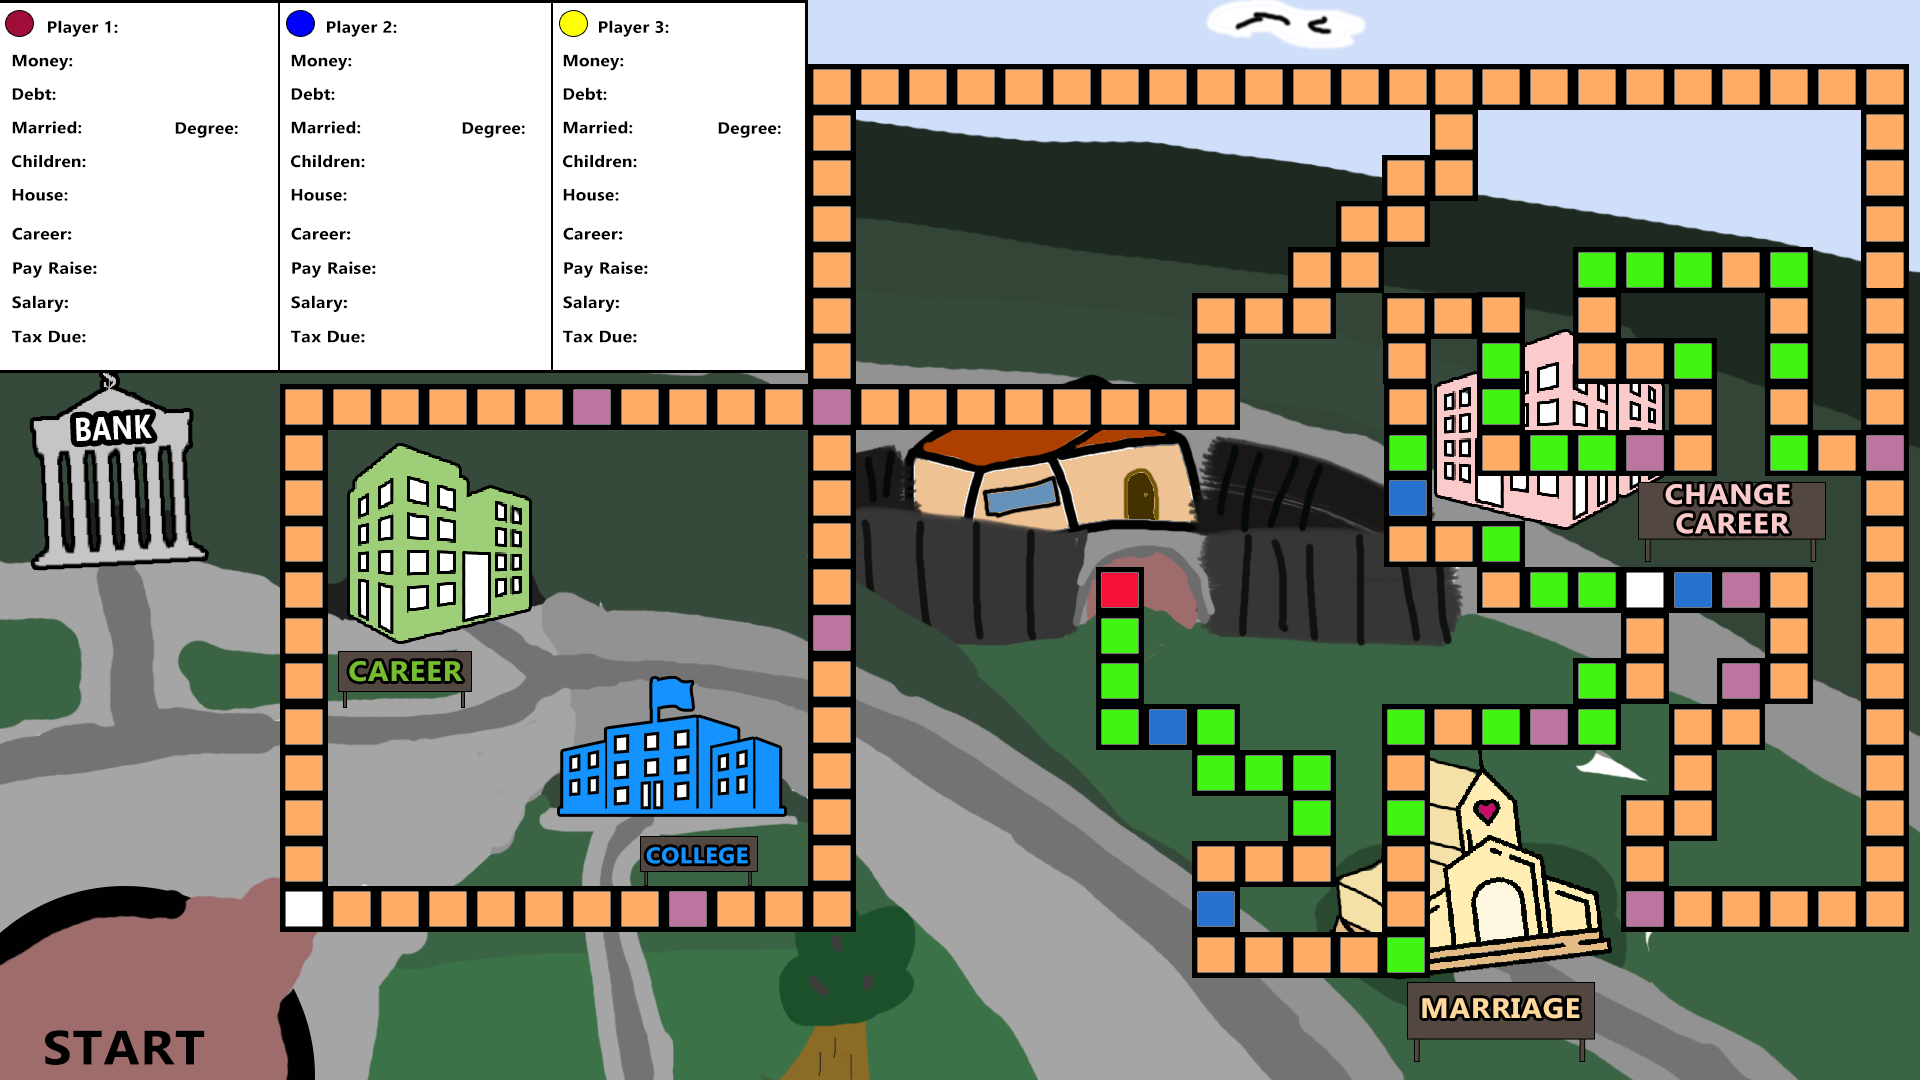 Player 1:
Money:
Debt:
Married: Degree:
Children:
House:
Career:
Pay Raise:
Salary:
Tax Due:
Player 2:
Money:
Debt:
Married: Degree:
Children:
House:
Career:
Pay Raise:
Salary:
Tax Due:
Player 3:
Money:
Debt:
Married: Degree:
Children:
House:
Career:
Pay Raise:
Salary:
Tax Due:
$
BANK
CAREER
COLLEGE
CHANGE
CAREER
MARRIAGE
START